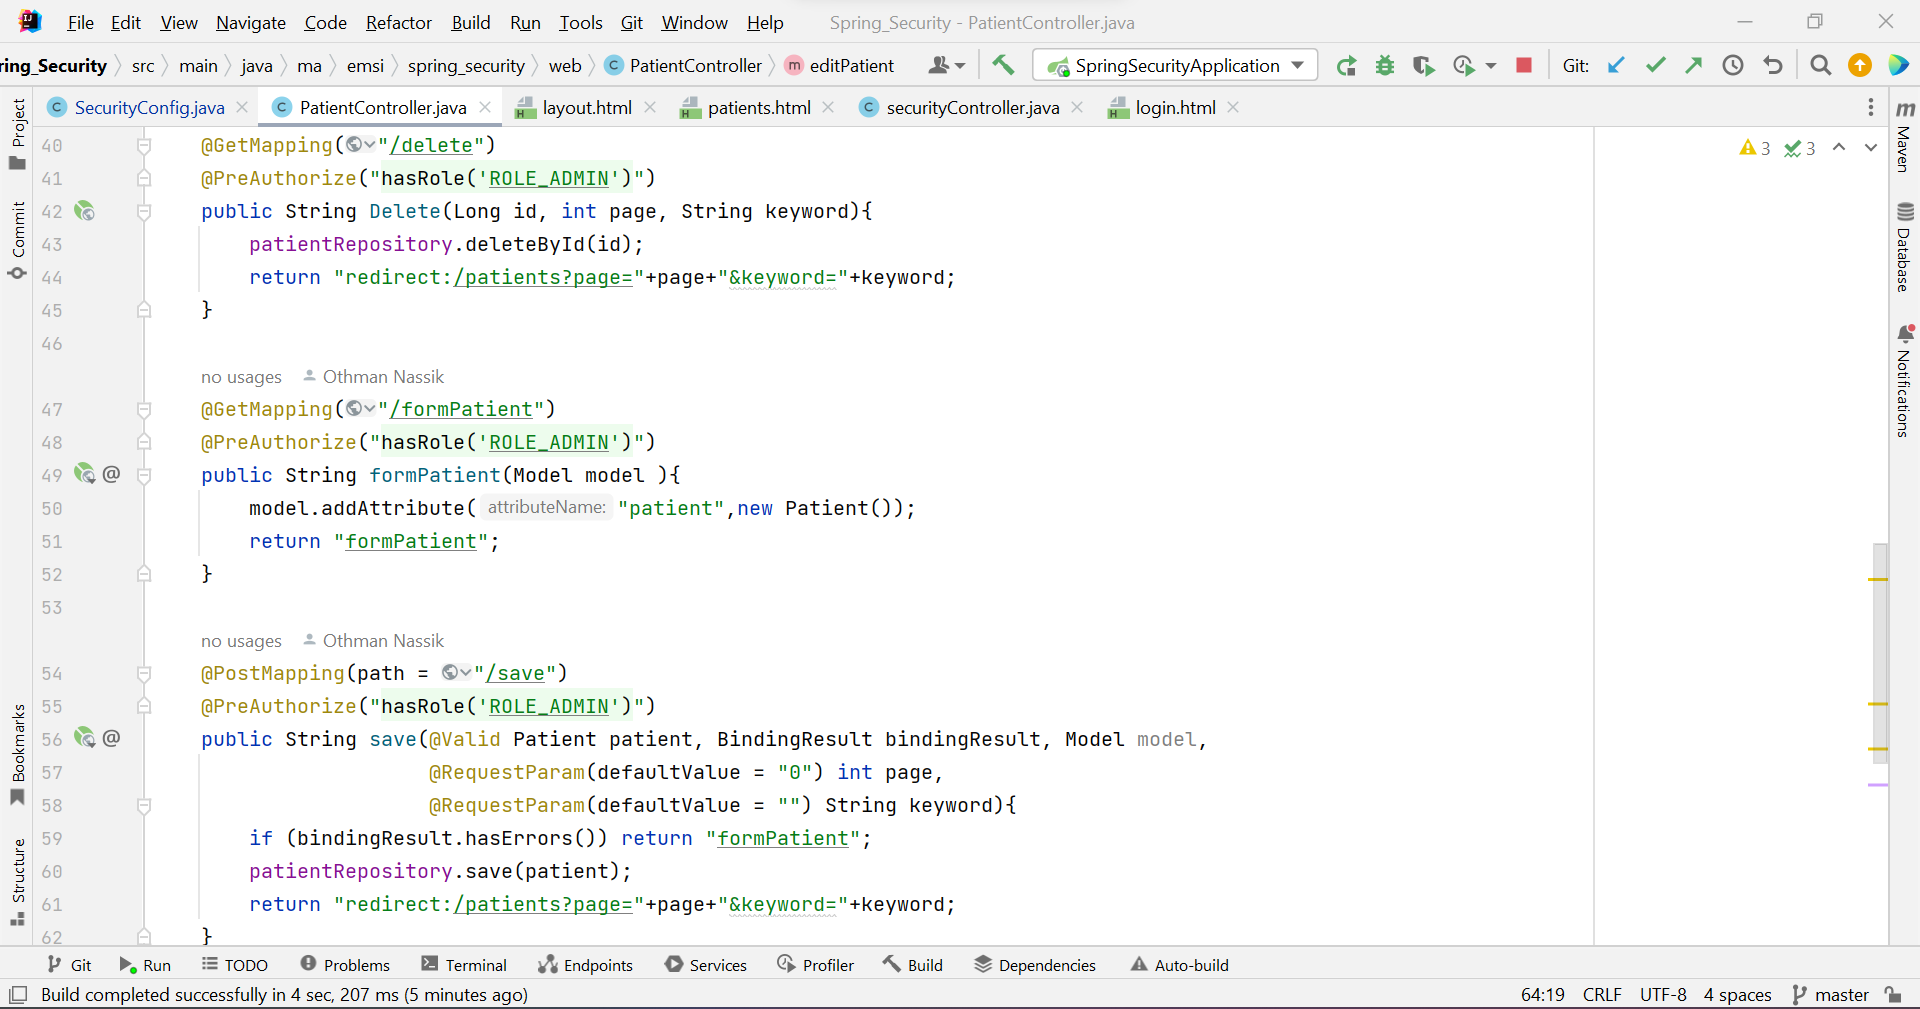 File Edit View Navigate Code Refactor Build Run Tools Git Window Help Spring_Security - PatientController.java
ring_Security src main java ma emsi spring_security web C PatientController m editPatient SpringSecurityApplication Git:
C SecurityConfig.java C PatientController.java H layout.html H patients.html C securityController.java H login.html
Project
Commit
Bookmarks
Structure
m Maven
Database
Notifications
3 3
40 @GetMapping("/delete")
41 @PreAuthorize("hasRole('ROLE_ADMIN')")
42 public String Delete(Long id, int page, String keyword){
43 patientRepository.deleteById(id);
44 return "redirect:/patients?page="+page+"&keyword="+keyword;
45 }
46
no usages Othman Nassik
47 @GetMapping("/formPatient")
48 @PreAuthorize("hasRole('ROLE_ADMIN')")
49 @ public String formPatient(Model model ){
50 model.addAttribute( attributeName: "patient",new Patient());
51 return "formPatient";
52 }
53
no usages Othman Nassik
54 @PostMapping(path = "/save")
55 @PreAuthorize("hasRole('ROLE_ADMIN')")
56 @ public String save(@Valid Patient patient, BindingResult bindingResult, Model model,
57 @RequestParam(defaultValue = "0") int page,
58 @RequestParam(defaultValue = "") String keyword){
59 if (bindingResult.hasErrors()) return "formPatient";
60 patientRepository.save(patient);
61 return "redirect:/patients?page="+page+"&keyword="+keyword;
62 }
Git Run TODO Problems Terminal Endpoints Services Profiler Build Dependencies Auto-build
Build completed successfully in 4 sec, 207 ms (5 minutes ago) 64:19 CRLF UTF-8 4 spaces master